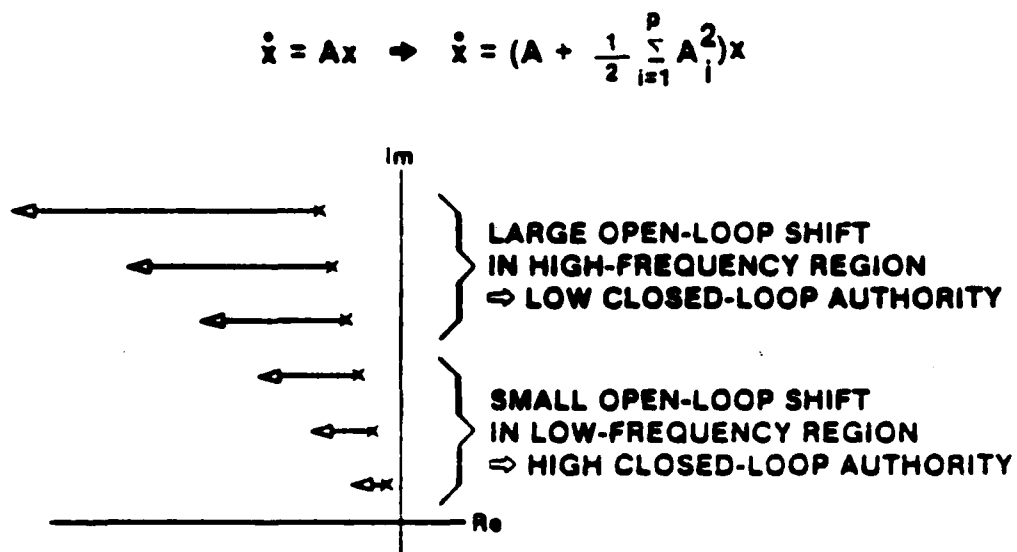 ẋ = Ax ➔ ẋ = (A + 1/2 Σ_{i=1}^{p} A_i^2)x
Im
LARGE OPEN-LOOP SHIFT
IN HIGH-FREQUENCY REGION
⇨ LOW CLOSED-LOOP AUTHORITY
SMALL OPEN-LOOP SHIFT
IN LOW-FREQUENCY REGION
⇨ HIGH CLOSED-LOOP AUTHORITY
Re